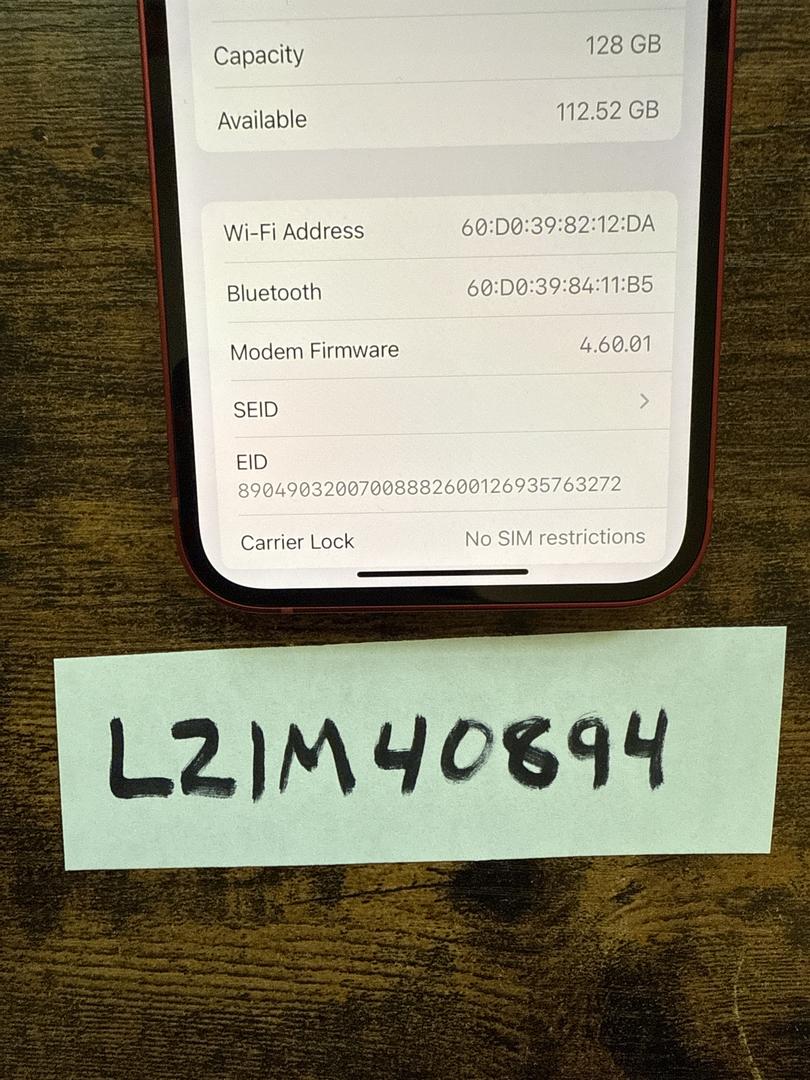 Capacity 128 GB
Available 112.52 GB
Wi-Fi Address 60:D0:39:82:12:DA
Bluetooth 60:D0:39:84:11:B5
Modem Firmware 4.60.01
SEID
EID
89049032007008882600126935763272
Carrier Lock No SIM restrictions
LZ1M40894